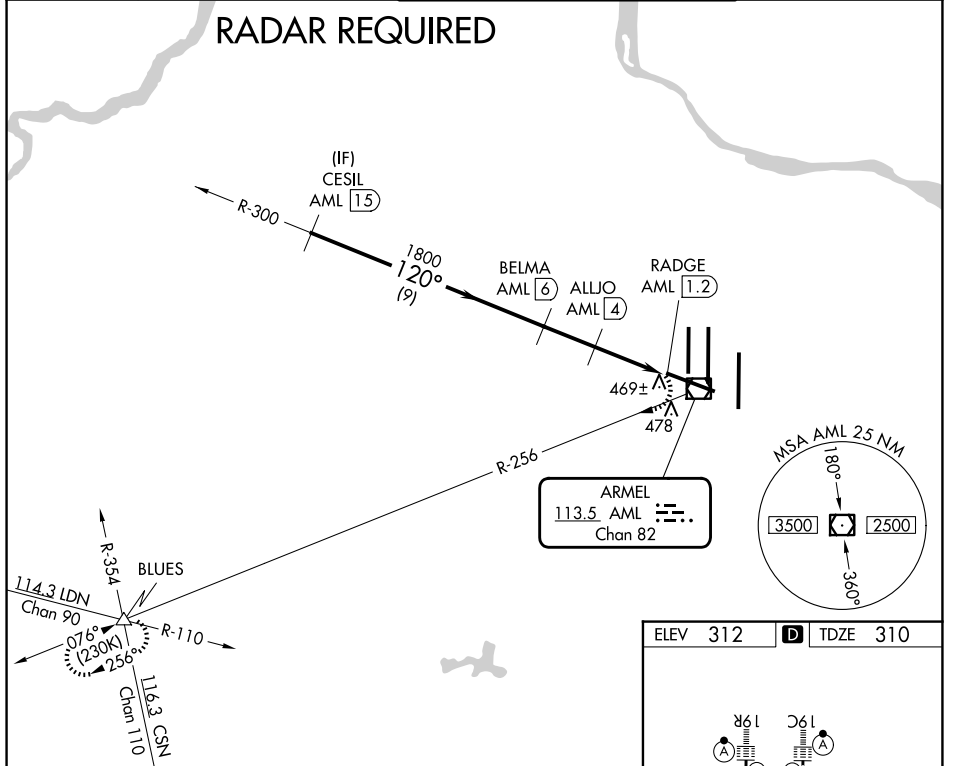 RADAR REQUIRED
(IF)
CESIL
AML 15
R-300
1800
120°
(9)
BELMA
AML 6
ALLJO
AML 4
RADGE
AML 1.2
469±
478
R-256
ARMEL
113.5 AML
Chan 82
MSA AML 25 NM
180°
3500
2500
360°
R-354
BLUES
114.3 LDN
Chan 90
R-110
076°
(230K)
256°
116.3 CSN
Chan 110
ELEV 312 D TDZE 310
19R
19C
A
A